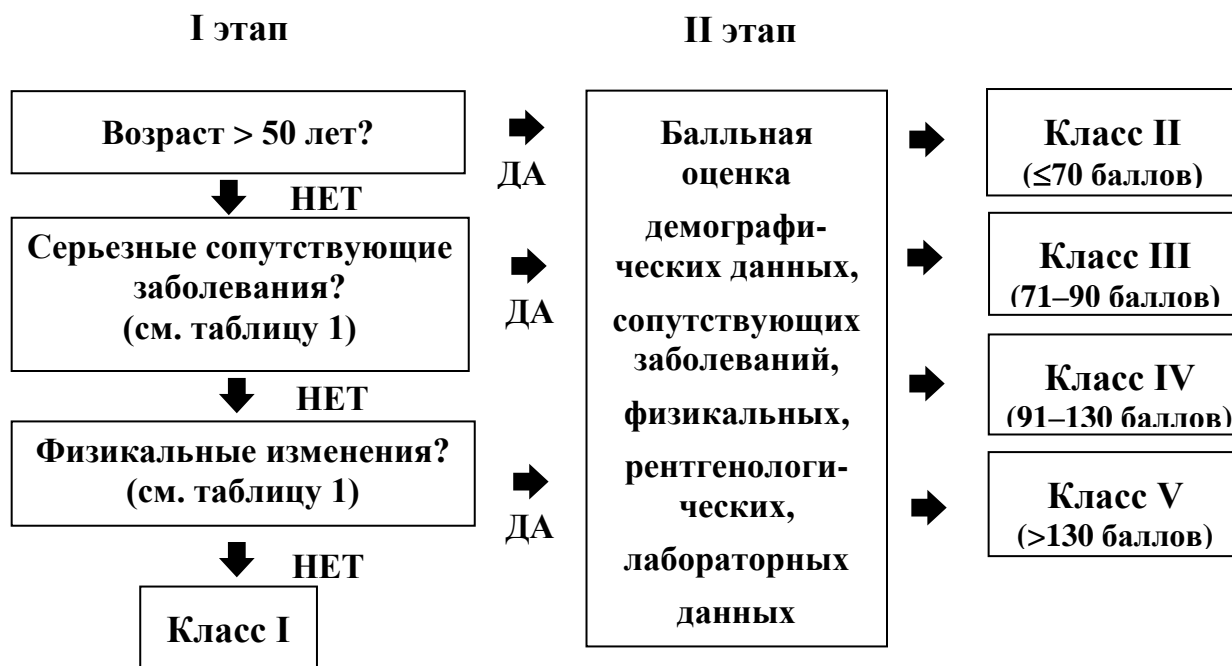 I этап
II этап
Возраст > 50 лет?
ДА
НЕТ
Серьезные сопутствующие
заболевания?
(см. таблицу 1)
ДА
НЕТ
Физикальные изменения?
(см. таблицу 1)
ДА
НЕТ
Класс I
Балльная
оценка
демографи-
ческих данных,
сопутствующих
заболеваний,
физикальных,
рентгенологи-
ческих,
лабораторных
данных
Класс II
(≤70 баллов)
Класс III
(71–90 баллов)
Класс IV
(91–130 баллов)
Класс V
(>130 баллов)